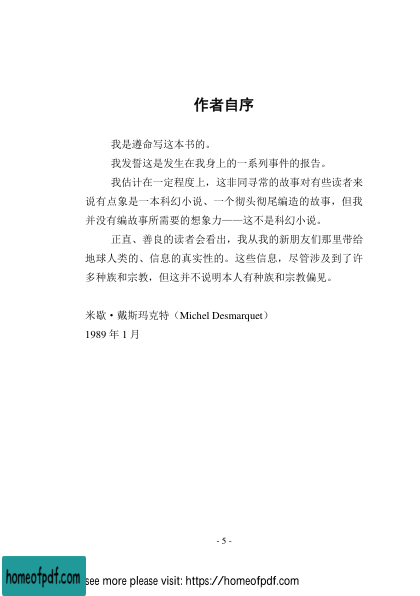 作者自序
我是遵命写这本书的。
我发誓这是发生在我身上的一系列事件的报告。
我估计在一定程度上，这非同寻常的故事对有些读者来
说有点象是一本科幻小说、一个彻头彻尾编造的故事，但我
并没有编故事所需要的想象力——这不是科幻小说。
正直、善良的读者会看出，我从我的新朋友们那里带给
地球人类的、信息的真实性的。这些信息，尽管涉及到了许
多种族和宗教，但这并不说明本人有种族和宗教偏见。
米歇·戴斯玛克特（Michel Desmarquet）
1989 年 1 月
- 5 -
homeofpdf.com
see more please visit: https://homeofpdf.com